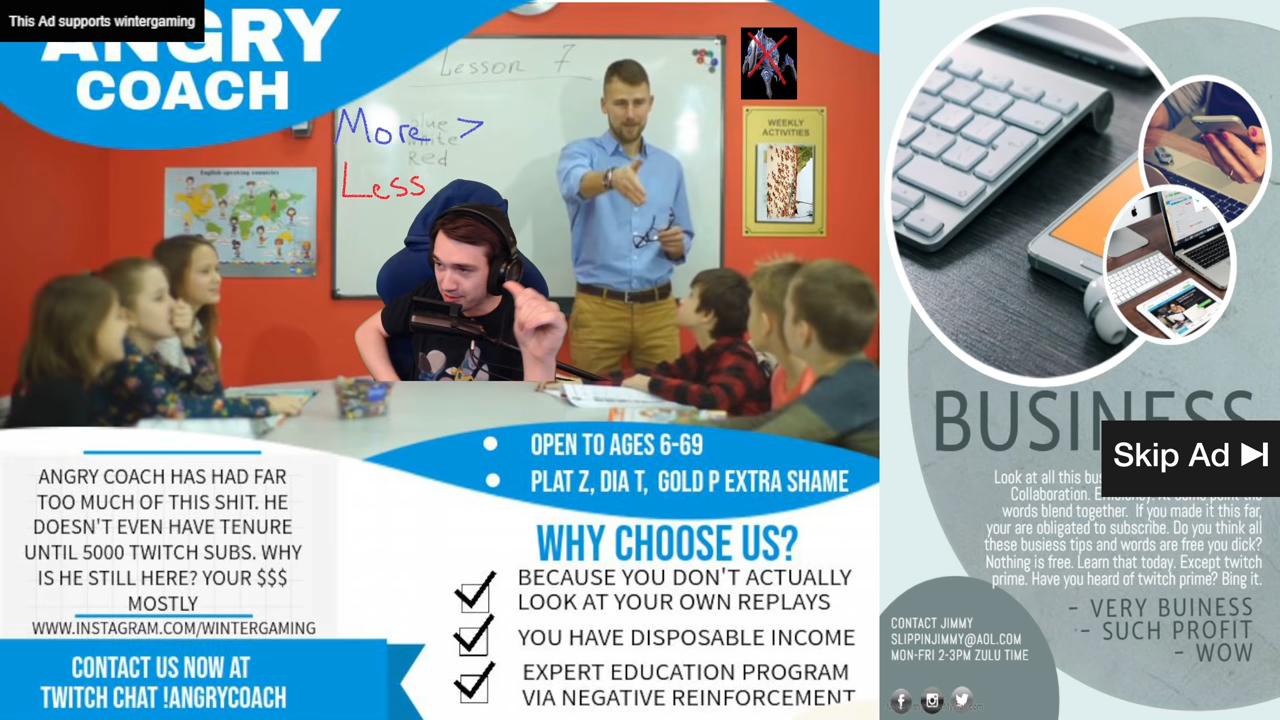 This Ad supports wintergaming
ANGRY
COACH
Lesson 7
More >
Less
Red
English-speaking countries
WEEKLY
ACTIVITIES
ANGRY COACH HAS HAD FAR
TOO MUCH OF THIS SHIT. HE
DOESN'T EVEN HAVE TENURE
UNTIL 5000 TWITCH SUBS. WHY
IS HE STILL HERE? YOUR $$$
MOSTLY
WWW.INSTAGRAM.COM/WINTERGAMING
CONTACT US NOW AT
TWITCH CHAT !ANGRYCOACH
OPEN TO AGES 6-69
PLAT Z, DIA T, GOLD P EXTRA SHAME
WHY CHOOSE US?
BECAUSE YOU DON'T ACTUALLY
LOOK AT YOUR OWN REPLAYS
YOU HAVE DISPOSABLE INCOME
EXPERT EDUCATION PROGRAM
VIA NEGATIVE REINFORCEMENT
BUSINESS
Skip Ad
Look at all this
Collaboration.
words blend together. If you made it this far,
your are obligated to subscribe. Do you think all
these busiess tips and words are free you dick?
Nothing is free. Learn that today. Except twitch
prime. Have you heard of twitch prime? Bing it.
- VERY BUINESS
- SUCH PROFIT
- WOW
CONTACT JIMMY
SLIPPINJIMMY@AOL.COM
MON-FRI 2-3PM ZULU TIME